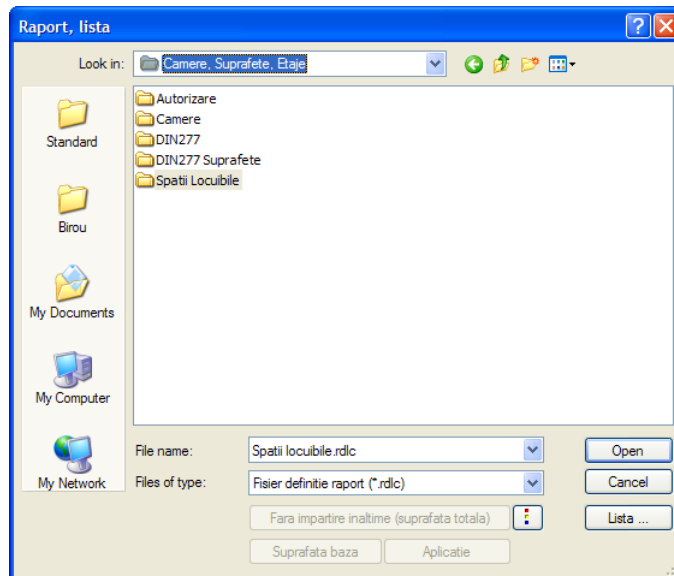 Raport, lista
Look in: Camere, Suprafete, Etaje
Standard
Birou
My Documents
My Computer
My Network
Autorizare
Camere
DIN277
DIN277 Suprafete
Spatii Locuibile
File name: Spatii locuibile.rdlc Open
Files of type: Fisier definitie raport (*.rdlc) Cancel
Fara impartire inaltime (suprafata totala) Lista ...
Suprafata baza Aplicatie